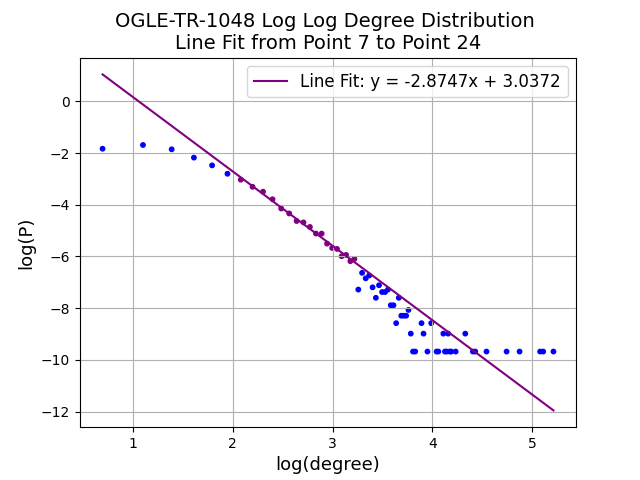 OGLE-TR-1048 Log Log Degree Distribution
Line Fit from Point 7 to Point 24
Line Fit: y = -2.8747x + 3.0372
log(P)
0
−2
−4
−6
−8
−10
−12
1 2 3 4 5
log(degree)